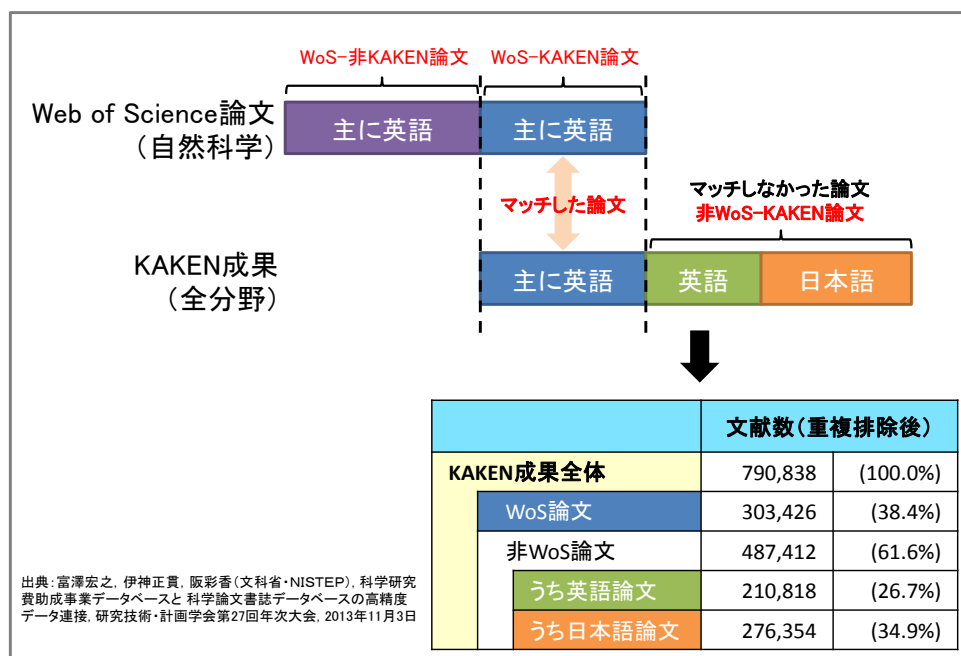 WoS-非KAKEN論文 WoS-KAKEN論文
Web of Science論文
(自然科学)
主に英語 主に英語
マッチした論文
マッチしなかった論文
非WoS-KAKEN論文
KAKEN成果
(全分野)
主に英語 英語 日本語
文献数(重複排除後)
KAKEN成果全体 790,838 (100.0%)
WoS論文 303,426 (38.4%)
非WoS論文 487,412 (61.6%)
うち英語論文 210,818 (26.7%)
うち日本語論文 276,354 (34.9%)
出典:富澤宏之, 伊神正貫, 阪彩香(文科省・NISTEP), 科学研究
費助成事業データベースと 科学論文書誌データベースの高精度
データ連接, 研究技術・計画学会第27回年次大会, 2013年11月3日